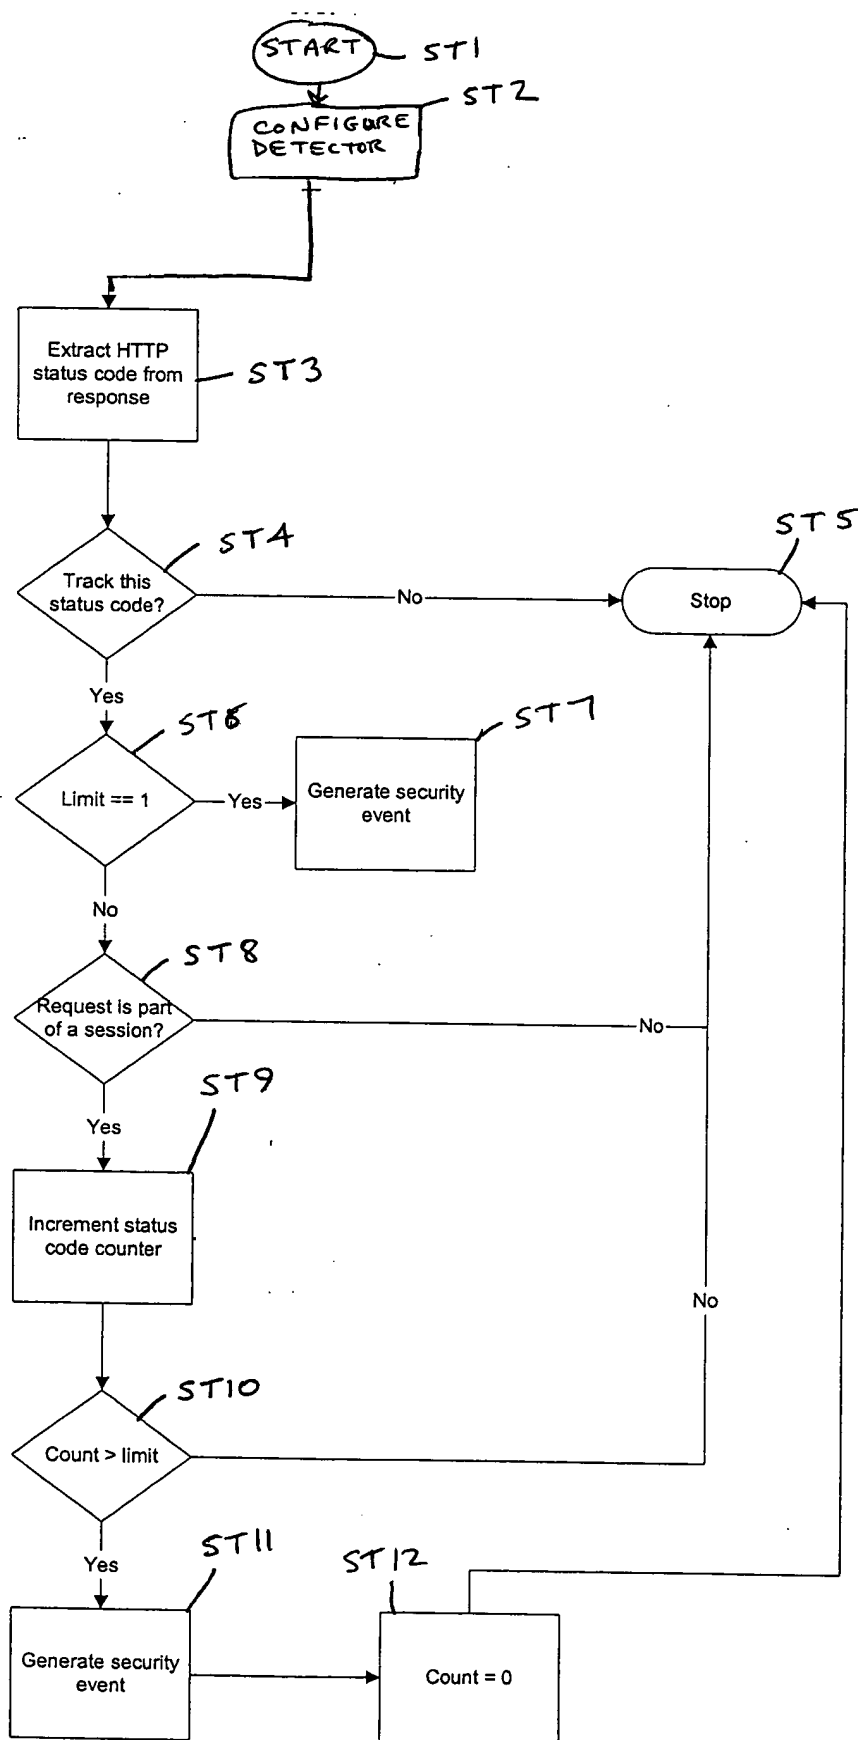 START
ST1
ST2
CONFIGURE
DETECTOR
Extract HTTP
status code from
response
ST3
ST4
ST5
Track this
status code?
No
Stop
Yes
ST6
ST7
Limit == 1
Yes
Generate security
event
No
ST8
Request is part
of a session?
No
ST9
Yes
Increment status
code counter
No
ST10
Count > limit
ST11
ST12
Yes
Generate security
event
Count = 0